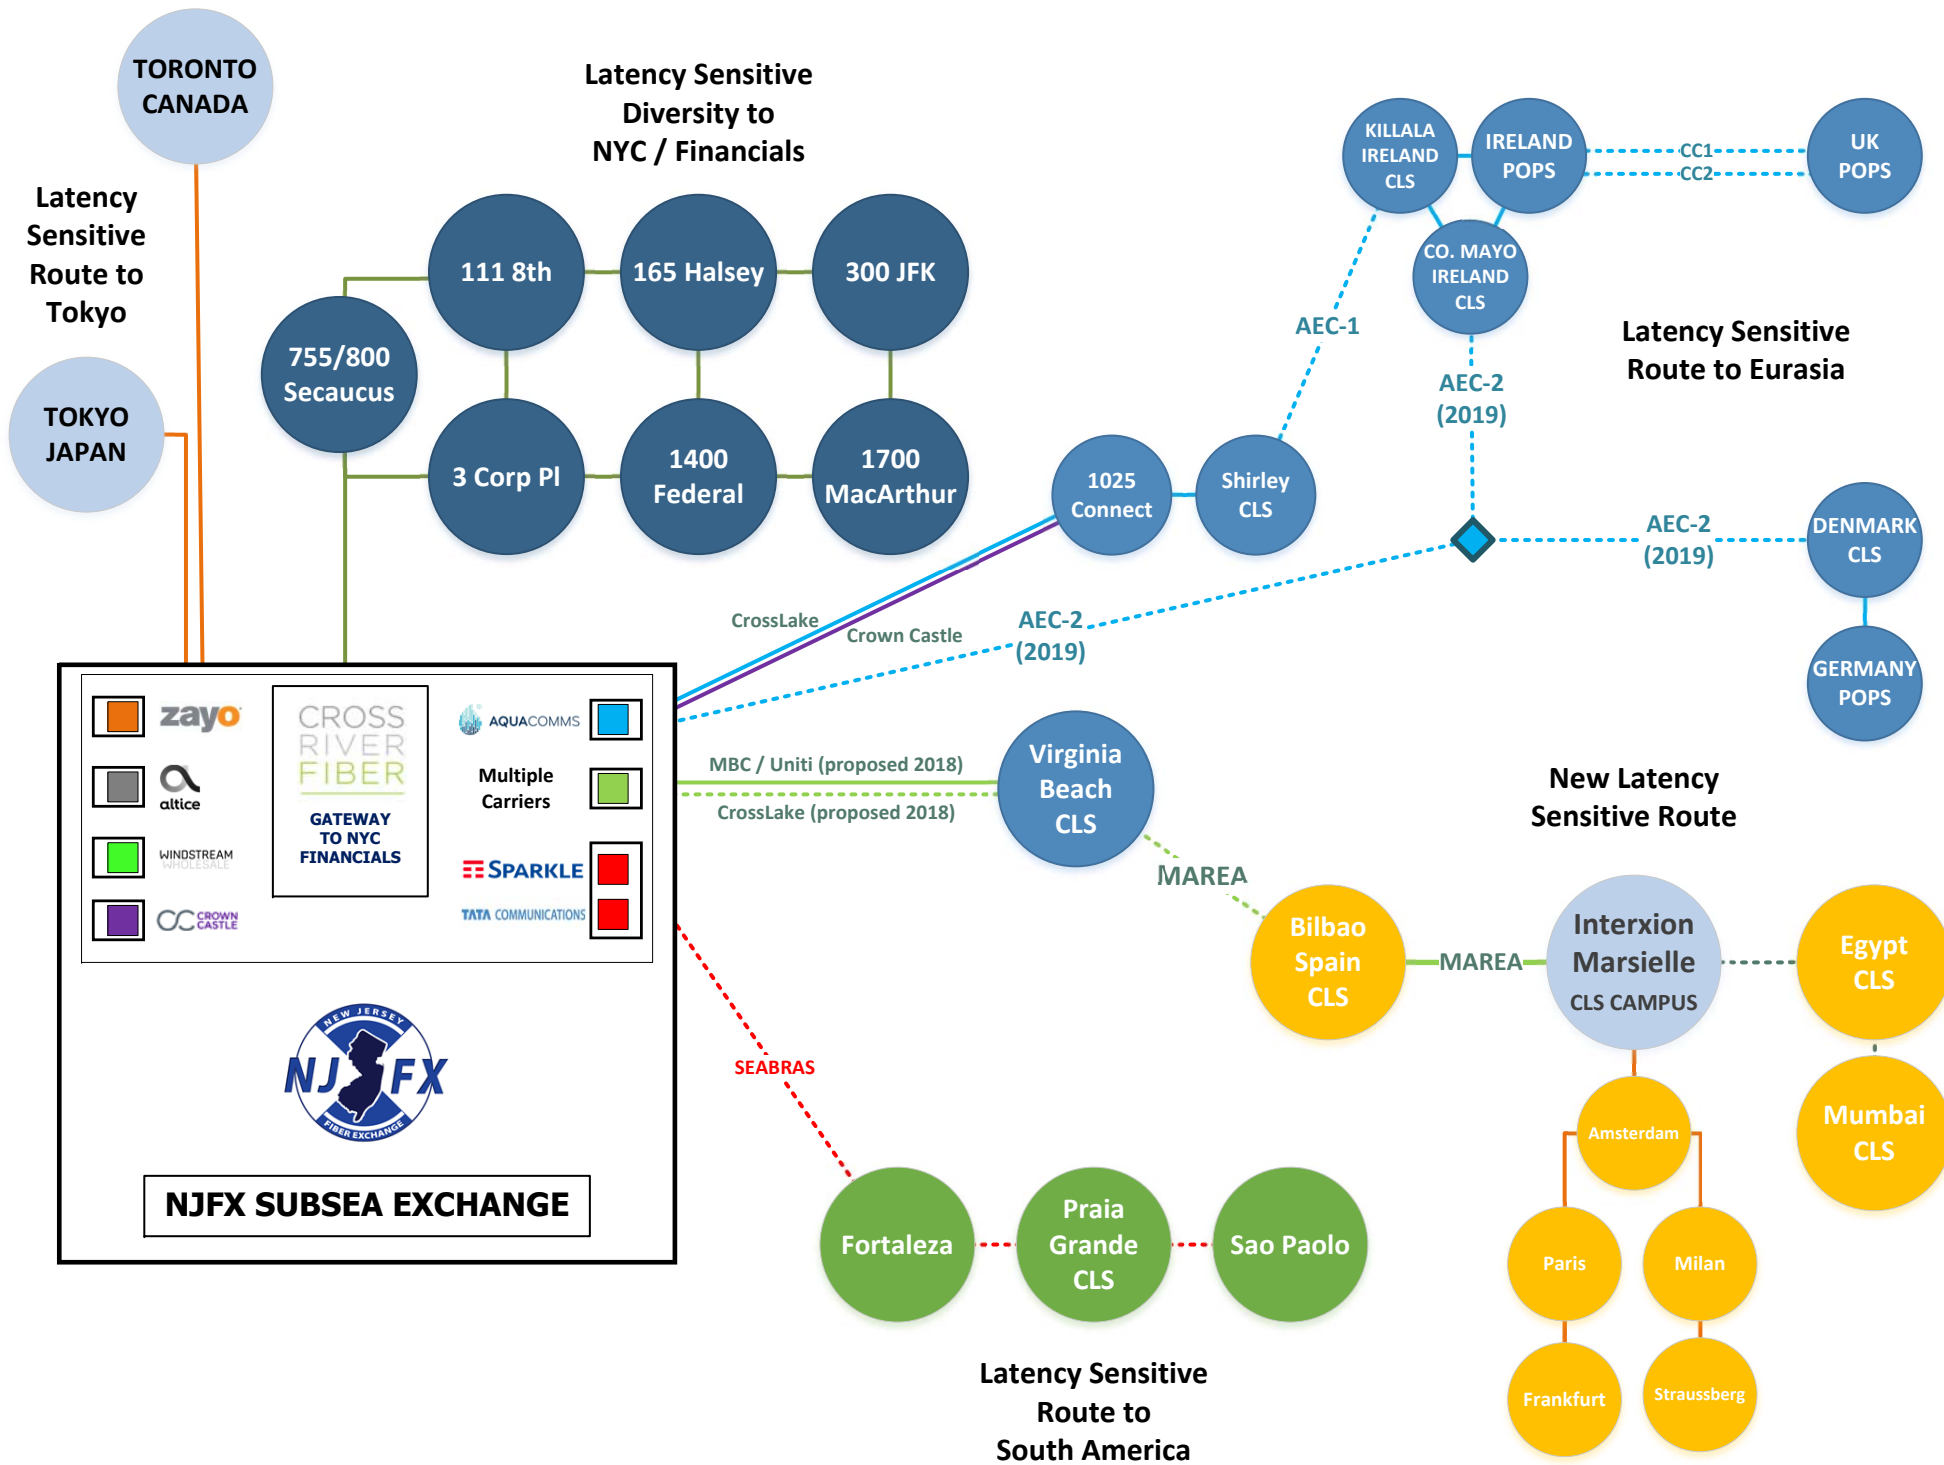 TORONTO
CANADA
Latency
Sensitive
Route to
Tokyo
TOKYO
JAPAN
Latency Sensitive
Diversity to
NYC / Financials
111 8th
165 Halsey
300 JFK
755/800
Secaucus
3 Corp Pl
1400
Federal
1700
MacArthur
KILLALA
IRELAND
CLS
IRELAND
POPS
CC1
CC2
UK
POPS
CO. MAYO
IRELAND
CLS
AEC-1
AEC-2
(2019)
Latency Sensitive
Route to Eurasia
1025
Connect
Shirley
CLS
AEC-2
(2019)
DENMARK
CLS
GERMANY
POPS
CrossLake
Crown Castle
AEC-2
(2019)
zayo
altice
WINDSTREAM
WHOLESALE
CROWN
CASTLE
CROSS
RIVER
FIBER
GATEWAY
TO NYC
FINANCIALS
AQUACOMMS
Multiple
Carriers
SPARKLE
TATA COMMUNICATIONS
NEW JERSEY
NJ FX
FIBER EXCHANGE
NJFX SUBSEA EXCHANGE
MBC / Uniti (proposed 2018)
CrossLake (proposed 2018)
Virginia
Beach
CLS
New Latency
Sensitive Route
MAREA
Bilbao
Spain
CLS
MAREA
Interxion
Marsielle
CLS CAMPUS
Egypt
CLS
Mumbai
CLS
Amsterdam
Paris
Milan
Frankfurt
Straussberg
SEABRAS
Fortaleza
Praia
Grande
CLS
Sao Paolo
Latency Sensitive
Route to
South America